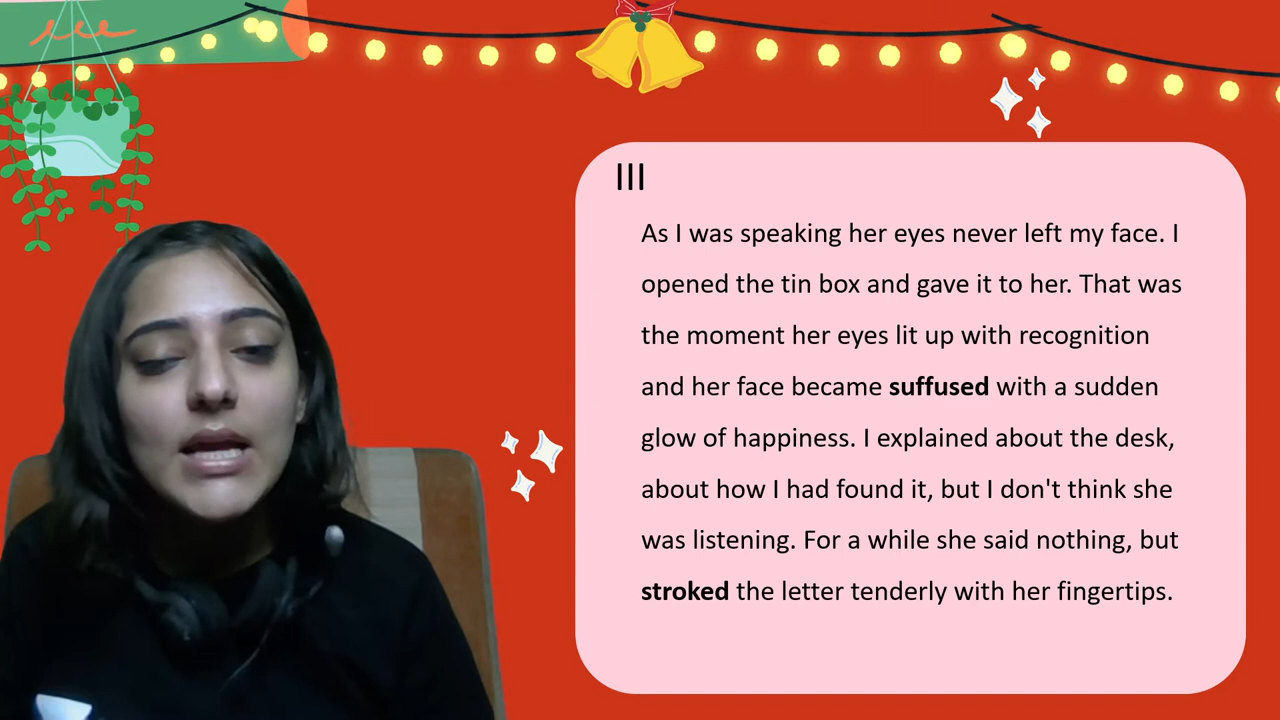 III
As I was speaking her eyes never left my face. I
opened the tin box and gave it to her. That was
the moment her eyes lit up with recognition
and her face became suffused with a sudden
glow of happiness. I explained about the desk,
about how I had found it, but I don't think she
was listening. For a while she said nothing, but
stroked the letter tenderly with her fingertips.